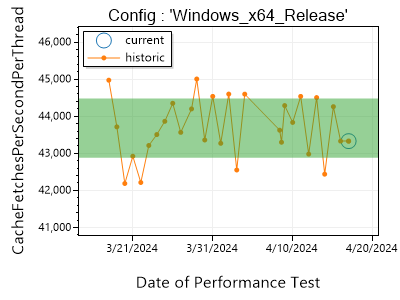 Config : 'Windows_x64_Release'
current
historic
CacheFetchesPerSecondPerThread
46,000
45,000
44,000
43,000
42,000
41,000
3/21/2024
3/31/2024
4/10/2024
4/20/2024
Date of Performance Test